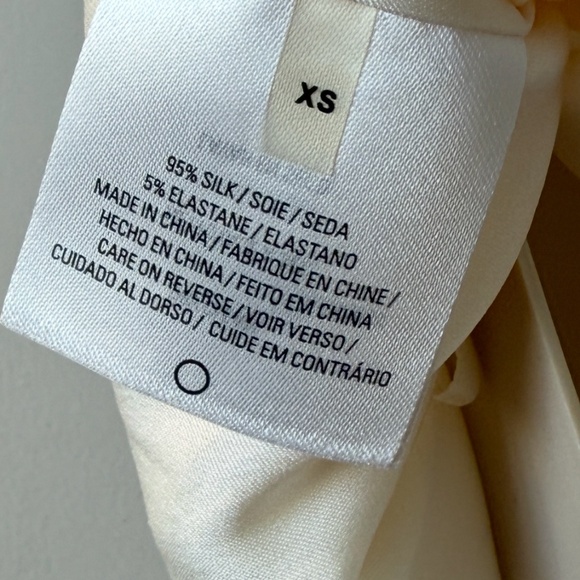 XS
95% SILK / SOIE / SEDA
5% ELASTANE / ELASTANO
MADE IN CHINA / FABRIQUE EN CHINE /
HECHO EN CHINA / FEITO EM CHINA
CARE ON REVERSE / VOIR VERSO /
CUIDADO AL DORSO / CUIDE EM CONTRÁRIO